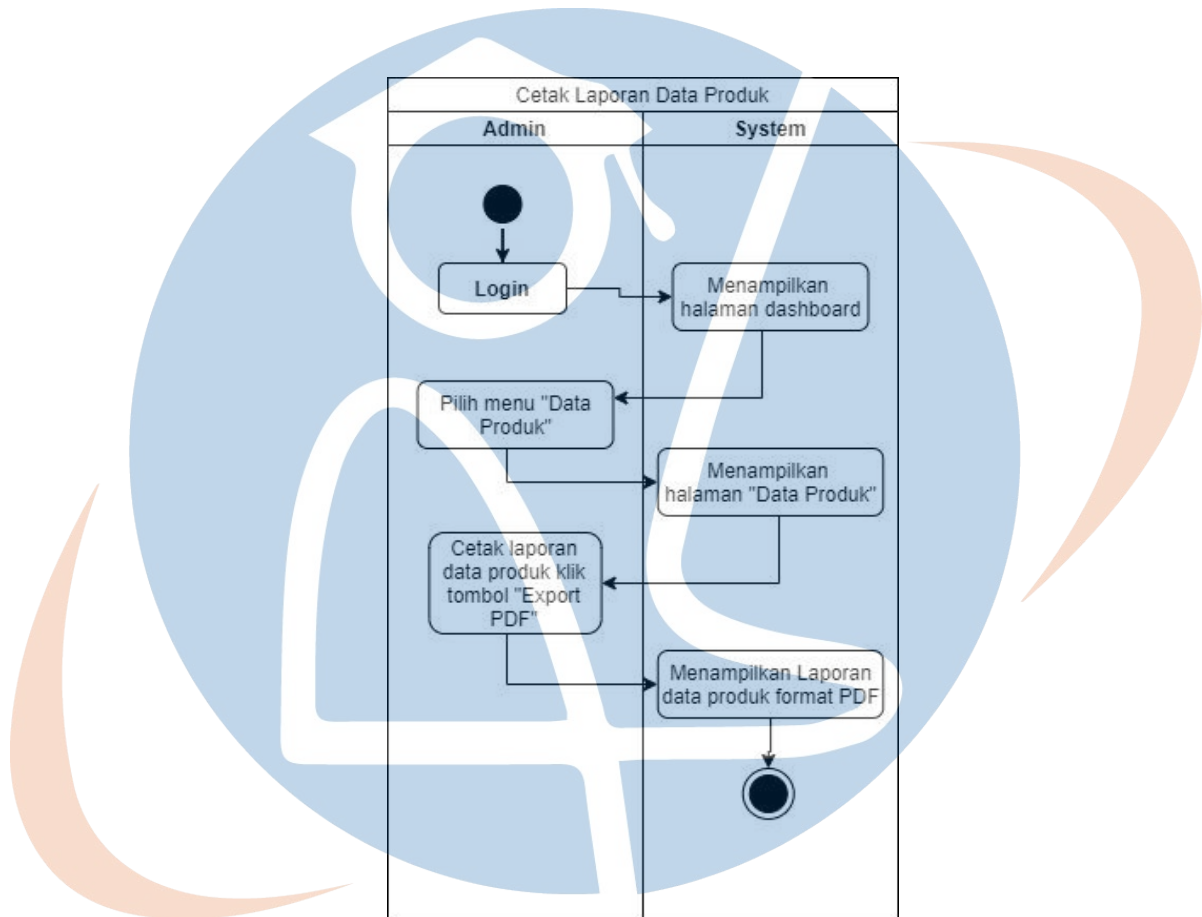 Cetak Laporan Data Produk
Admin
System
Login
Menampilkan
halaman dashboard
Pilih menu "Data
Produk"
Menampilkan
halaman "Data Produk"
Cetak laporan
data produk klik
tombol "Export
PDF"
Menampilkan Laporan
data produk format PDF